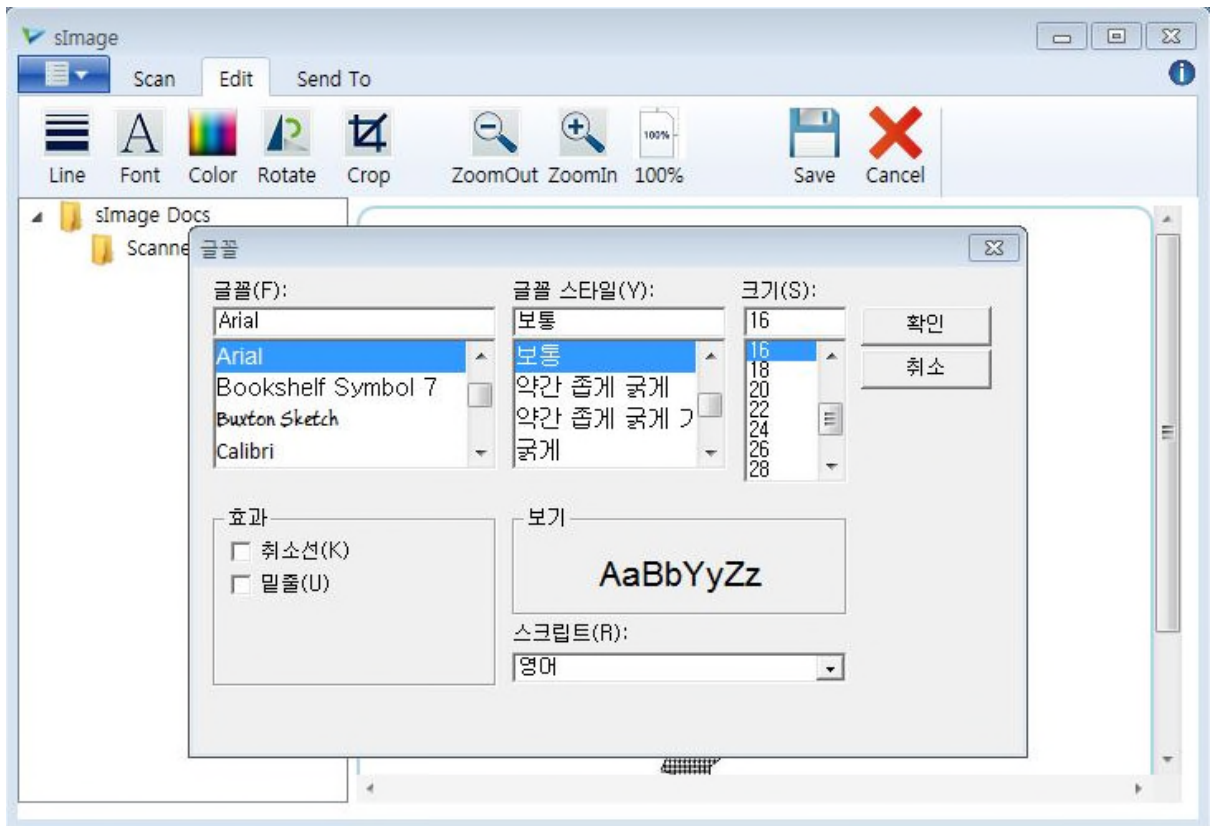 sImage
Scan Edit Send To
Line Font Color Rotate Crop ZoomOut ZoomIn 100% 100% Save Cancel
sImage Docs
Scanne
글꼴
글꼴(F): 글꼴 스타일(Y): 크기(S):
Arial 보통 16 확인
Arial 보통 16 취소
Bookshelf Symbol 7 약간 좁게 굵게 18
Buxton Sketch 약간 좁게 굵게 20
Calibri 굵게 22
24
26
28
효과 보기
취소선(K)
밑줄(U)
AaBbYyZz
스크립트(R):
영어